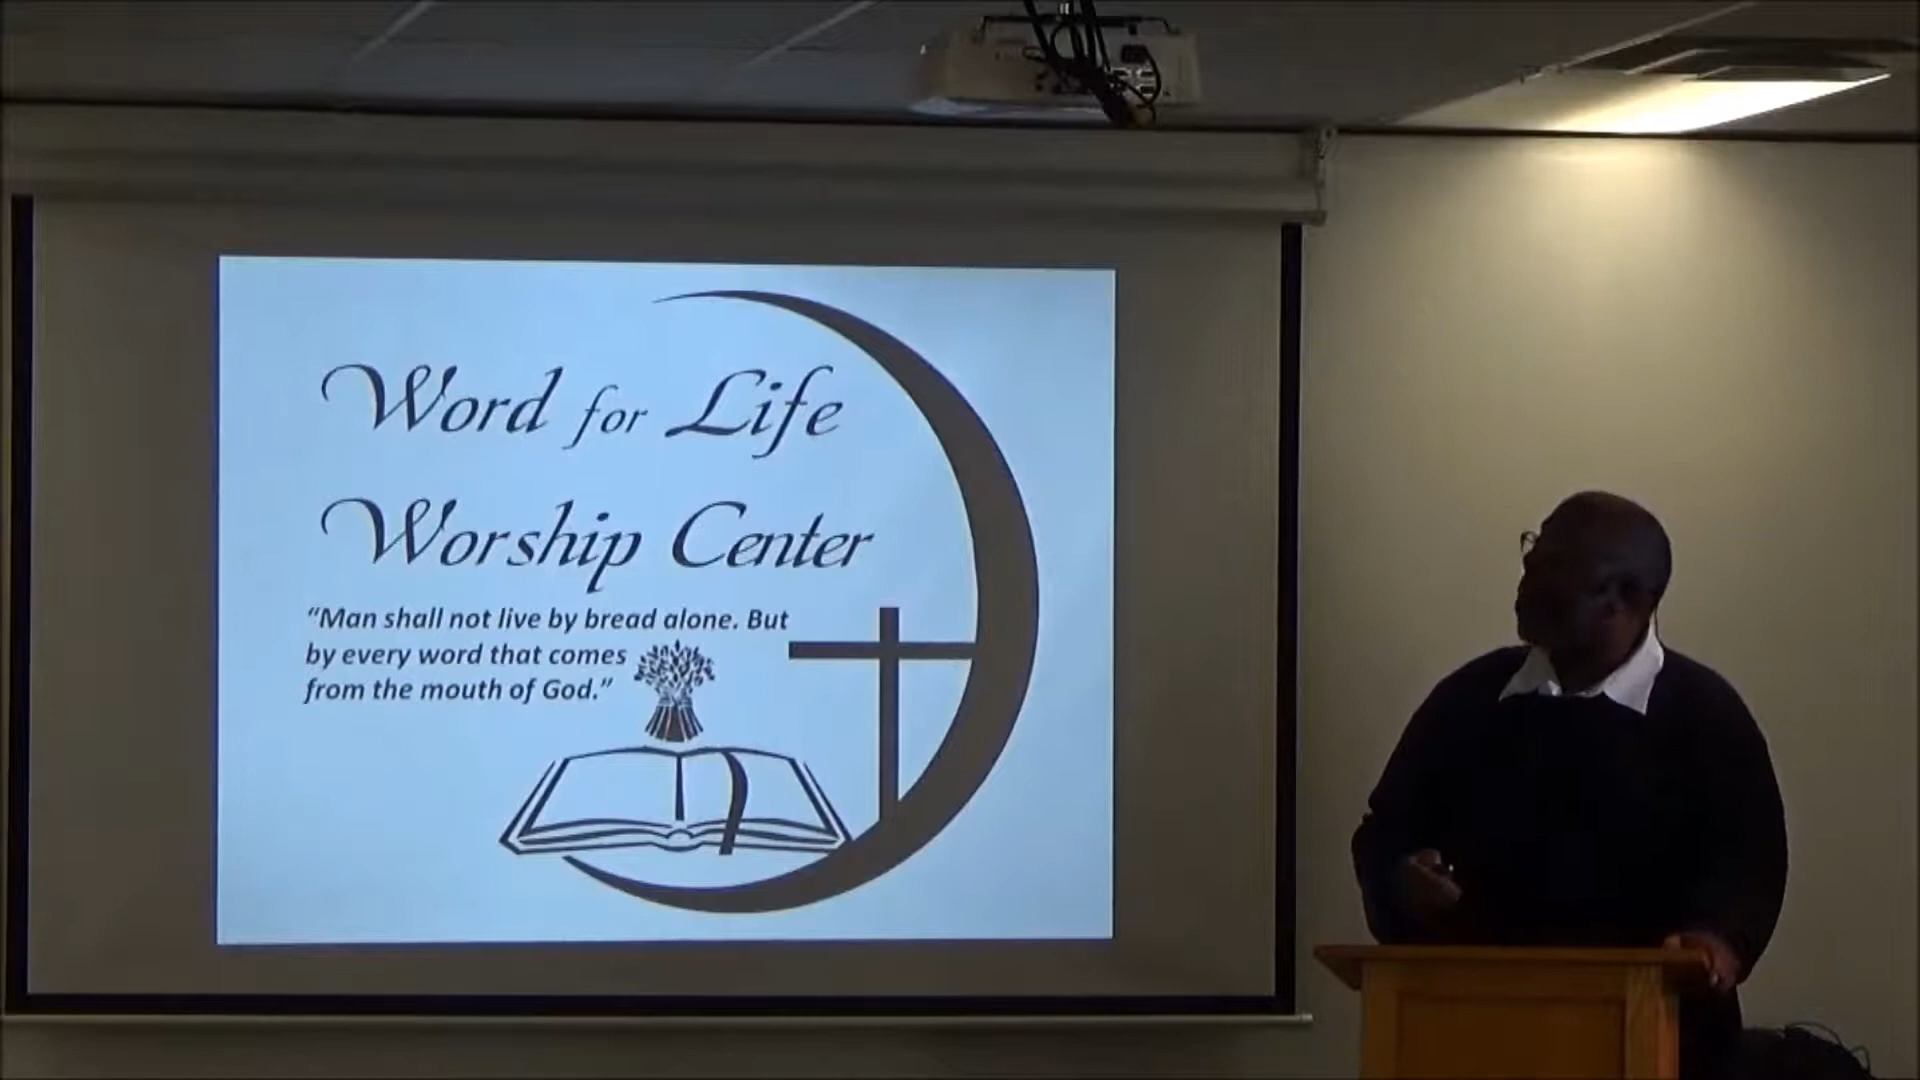 Word for Life
Worship Center
“Man shall not live by bread alone. But
by every word that comes
from the mouth of God.”